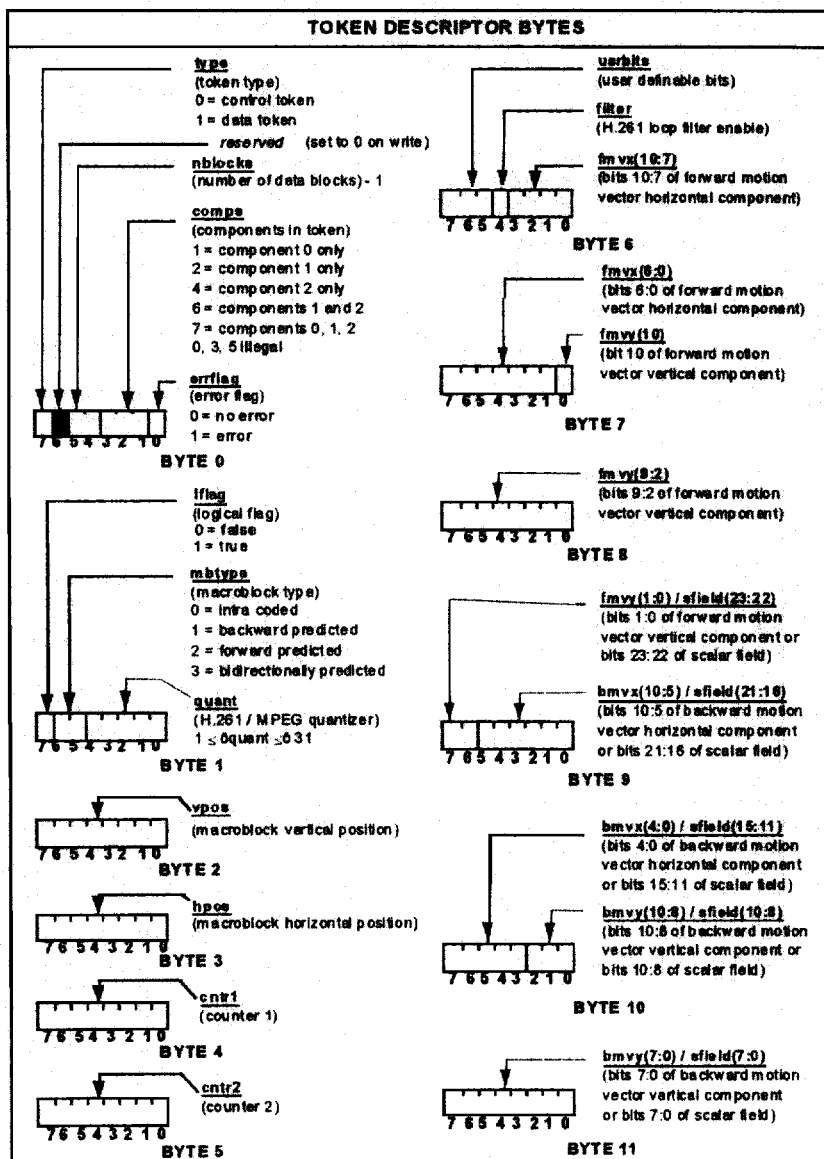 TOKEN DESCRIPTOR BYTES
type
(token type)
0 = control token
1 = data token
reserved (set to 0 on write)
nblocks
(number of data blocks) - 1
comps
(components in token)
1 = component 0 only
2 = component 1 only
4 = component 2 only
6 = components 1 and 2
7 = components 0, 1, 2
0, 3, 5 illegal
errflag
(error flag)
0 = no error
1 = error
7 6 5 4 3 2 1 0
BYTE 0
lflag
(logical flag)
0 = false
1 = true
mbtype
(macroblock type)
0 = intra coded
1 = backward predicted
2 = forward predicted
3 = bidirectionally predicted
quant
(H.261 / MPEG quantizer)
1 ≤ôquant ≤ô 31
7 6 5 4 3 2 1 0
BYTE 1
vpos
(macroblock vertical position)
7 6 5 4 3 2 1 0
BYTE 2
hpos
(macroblock horizontal position)
7 6 5 4 3 2 1 0
BYTE 3
cntr1
(counter 1)
7 6 5 4 3 2 1 0
BYTE 4
cntr2
(counter 2)
7 6 5 4 3 2 1 0
BYTE 5
usrbits
(user definable bits)
filter
(H.261 loop filter enable)
fmvx(10:7)
(bits 10:7 of forward motion
vector horizontal component)
7 6 5 4 3 2 1 0
BYTE 6
fmvx(6:0)
(bits 6:0 of forward motion
vector horizontal component)
fmvy(10)
(bit 10 of forward motion
vector vertical component)
7 6 5 4 3 2 1 0
BYTE 7
fmvy(9:2)
(bits 9:2 of forward motion
vector vertical component)
7 6 5 4 3 2 1 0
BYTE 8
fmvy(1:0) / sfield(23:22)
(bits 1:0 of forward motion
vector vertical component or
bits 23:22 of scalar field)
bmvx(10:5) / sfield(21:16)
(bits 10:5 of backward motion
vector horizontal component
or bits 21:16 of scalar field)
7 6 5 4 3 2 1 0
BYTE 9
bmvx(4:0) / sfield(15:11)
(bits 4:0 of backward motion
vector horizontal component
or bits 15:11 of scalar field)
bmvy(10:8) / sfield(10:8)
(bits 10:8 of backward motion
vector vertical component or
bits 10:8 of scalar field)
7 6 5 4 3 2 1 0
BYTE 10
bmvy(7:0) / sfield(7:0)
(bits 7:0 of backward motion
vector vertical component
or bits 7:0 of scalar field)
7 6 5 4 3 2 1 0
BYTE 11